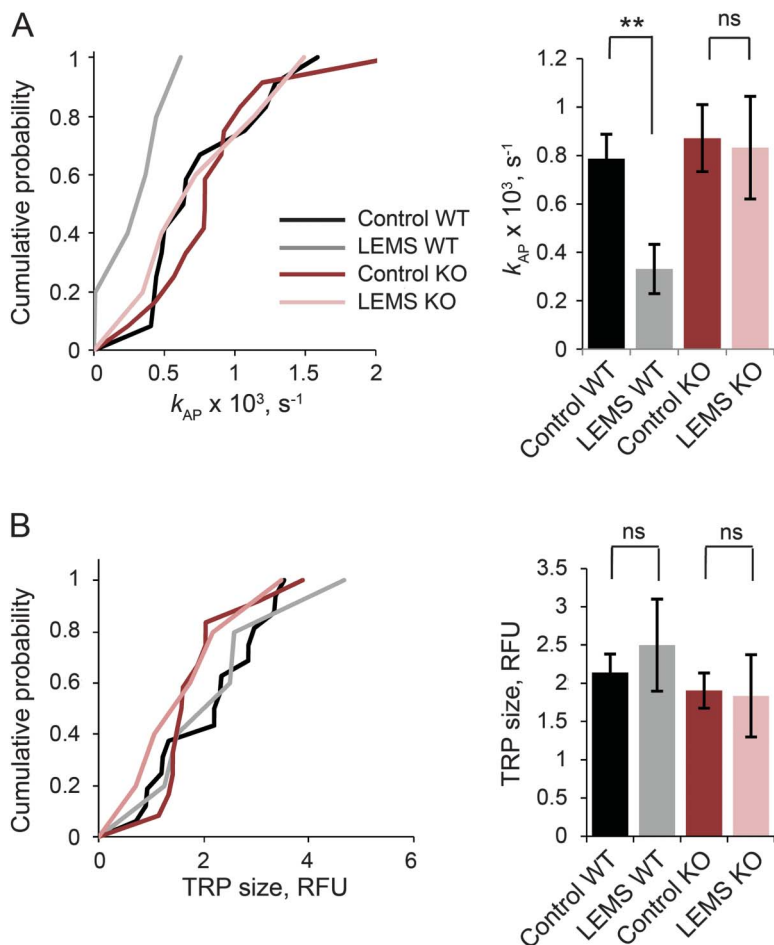 A
Cumulative probability
1
0.8
0.6
0.4
0.2
0
0
0.5
1
1.5
2
k_AP x 10³, s⁻¹
Control WT
LEMS WT
Control KO
LEMS KO
**
ns
k_AP x 10³, s⁻¹
1.2
1
0.8
0.6
0.4
0.2
0
Control WT
LEMS WT
Control KO
LEMS KO
B
Cumulative probability
1
0.8
0.6
0.4
0.2
0
0
2
4
6
TRP size, RFU
ns
ns
TRP size, RFU
3.5
3
2.5
2
1.5
1
0.5
0
Control WT
LEMS WT
Control KO
LEMS KO